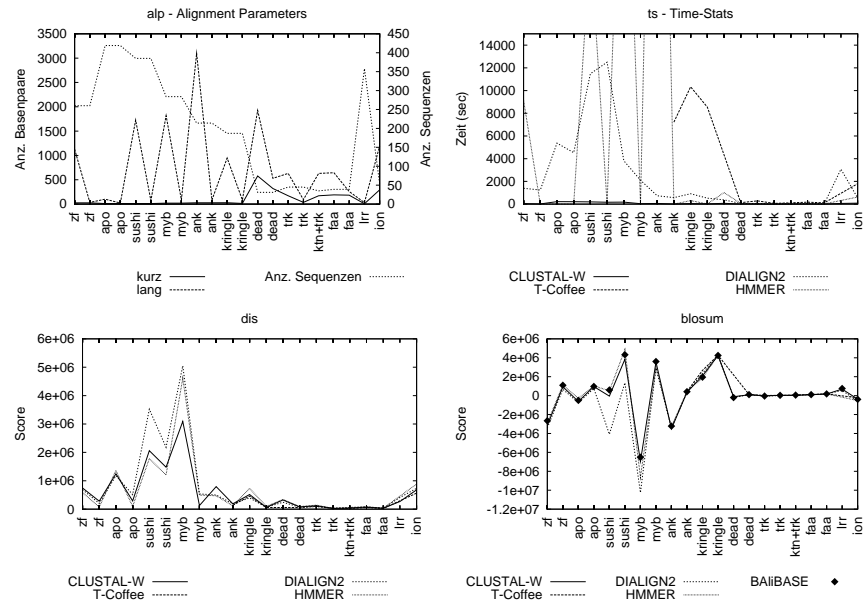 alp - Alignment Parameters
3500
3000
2500
2000
1500
1000
500
0
Anz. Basenpaare
450
400
350
300
250
200
150
100
50
0
Anz. Sequenzen
zf zf apo apo sushi sushi myb myb ank ank kringle kringle dead dead trk trk ktn+trk faa faa lrr ion
kurz
lang
Anz. Sequenzen
ts - Time-Stats
14000
12000
10000
8000
6000
4000
2000
0
Zeit (sec)
zf zf apo apo sushi sushi myb myb ank ank kringle kringle dead dead trk trk ktn+trk faa faa lrr ion
CLUSTAL-W
T-Coffee
DIALIGN2
HMMER
dis
6e+06
5e+06
4e+06
3e+06
2e+06
1e+06
0
Score
zf zf apo apo sushi sushi myb myb ank ank kringle kringle dead dead trk trk ktn+trk faa faa lrr ion
CLUSTAL-W
T-Coffee
DIALIGN2
HMMER
blosum
6e+06
4e+06
2e+06
0
-2e+06
-4e+06
-6e+06
-8e+06
-1e+07
-1.2e+07
Score
zf zf apo apo sushi sushi myb myb ank ank kringle kringle dead dead trk trk ktn+trk faa faa lrr ion
CLUSTAL-W
T-Coffee
DIALIGN2
HMMER
BAliBASE